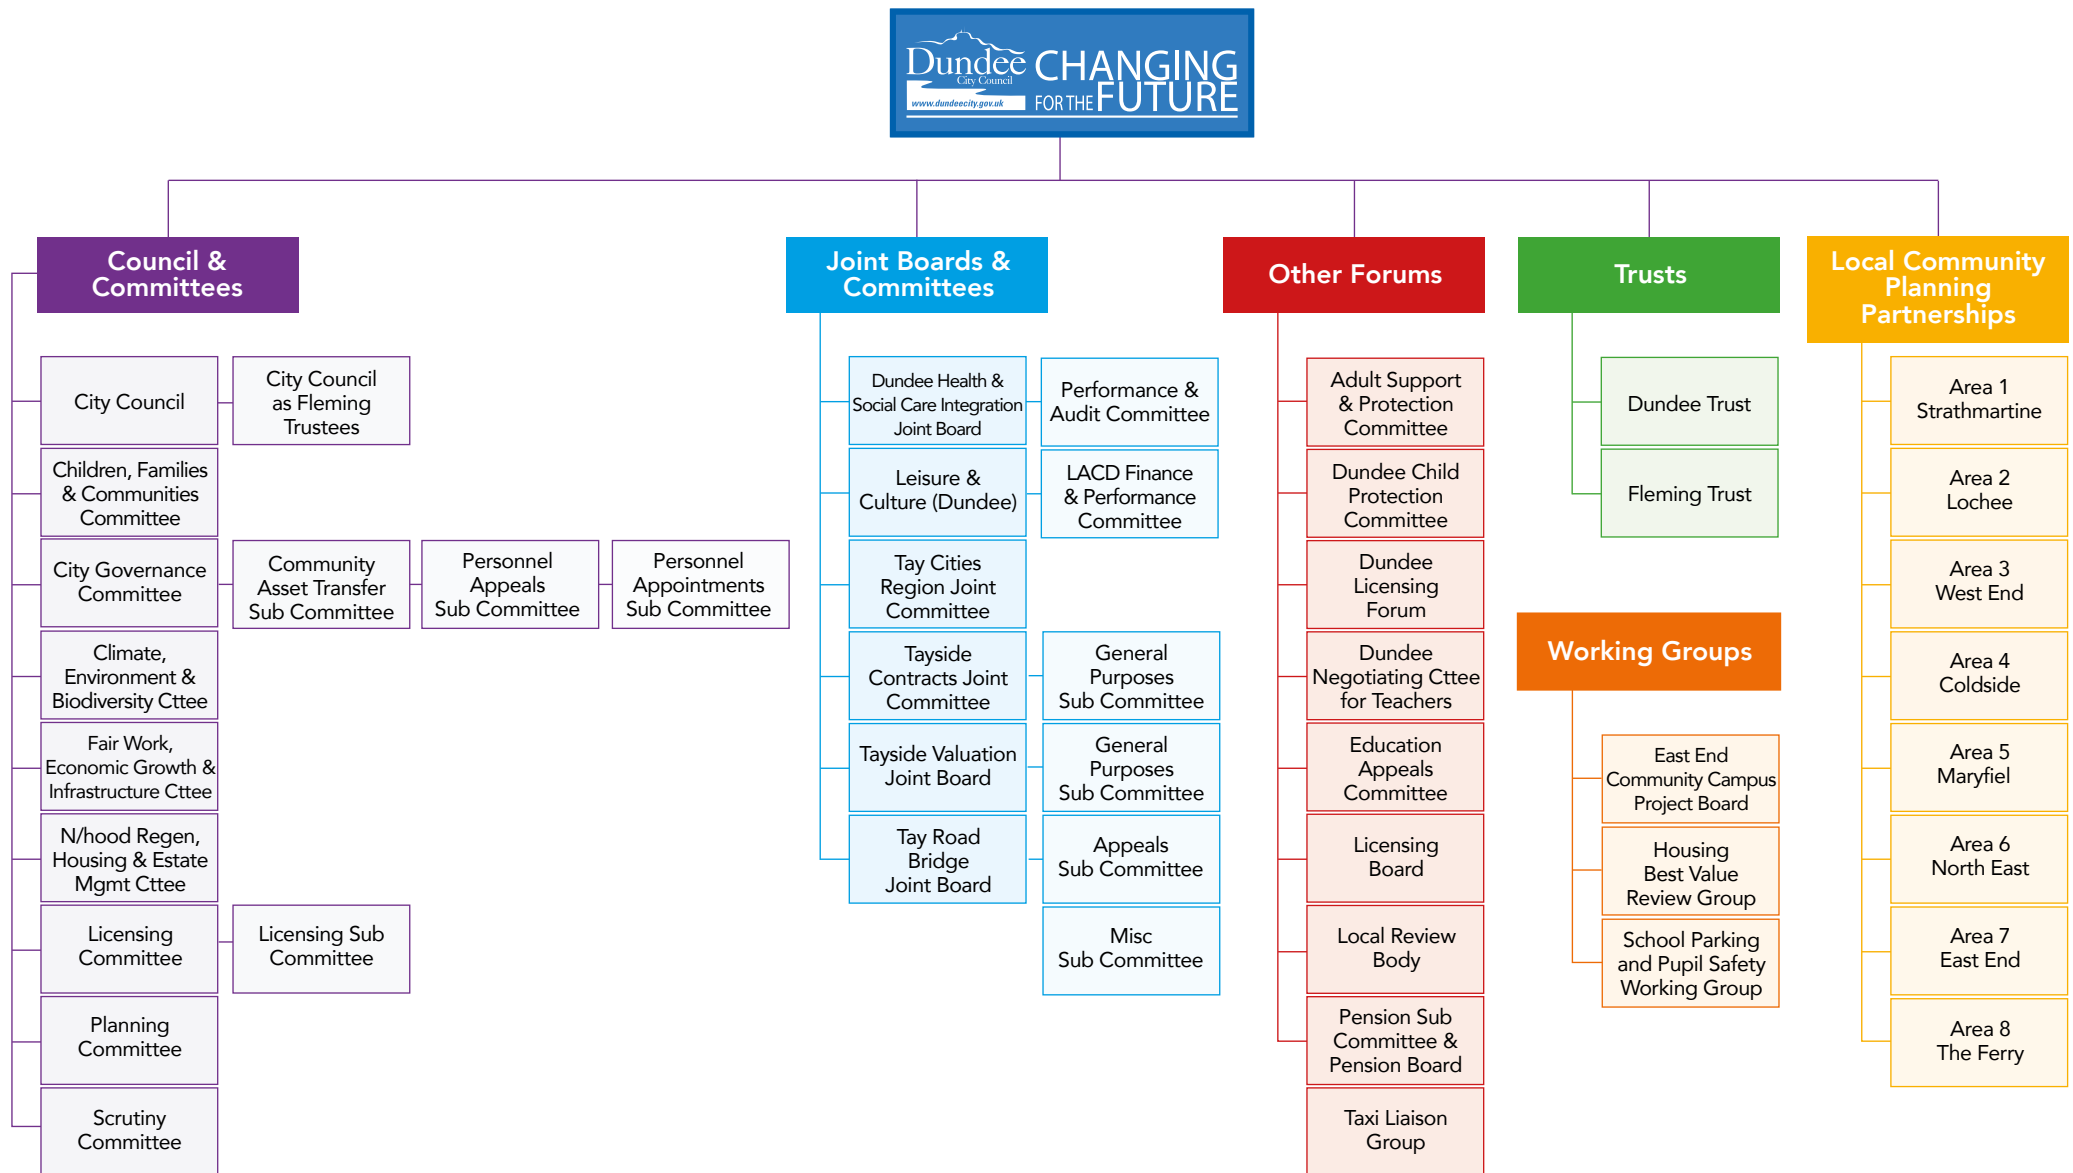 Dundee
City Council
www.dundeecity.gov.uk
CHANGING
FOR THE FUTURE
Council &
Committees
City Council
City Council
as Fleming
Trustees
Children, Families
& Communities
Committee
City Governance
Committee
Community
Asset Transfer
Sub Committee
Personnel
Appeals
Sub Committee
Personnel
Appointments
Sub Committee
Climate,
Environment &
Biodiversity Cttee
Fair Work,
Economic Growth &
Infrastructure Cttee
N/hood Regen,
Housing & Estate
Mgmt Cttee
Licensing
Committee
Licensing Sub
Committee
Planning
Committee
Scrutiny
Committee
Joint Boards &
Committees
Dundee Health &
Social Care Integration
Joint Board
Performance &
Audit Committee
Leisure &
Culture (Dundee)
LACD Finance
& Performance
Committee
Tay Cities
Region Joint
Committee
Tayside
Contracts Joint
Committee
General
Purposes
Sub Committee
Tayside Valuation
Joint Board
General
Purposes
Sub Committee
Tay Road
Bridge
Joint Board
Appeals
Sub Committee
Misc
Sub Committee
Other Forums
Adult Support
& Protection
Committee
Dundee Child
Protection
Committee
Dundee
Licensing
Forum
Dundee
Negotiating Cttee
for Teachers
Education
Appeals
Committee
Licensing
Board
Local Review
Body
Pension Sub
Committee &
Pension Board
Taxi Liaison
Group
Trusts
Dundee Trust
Fleming Trust
Working Groups
East End
Community Campus
Project Board
Housing
Best Value
Review Group
School Parking
and Pupil Safety
Working Group
Local Community
Planning
Partnerships
Area 1
Strathmartine
Area 2
Lochee
Area 3
West End
Area 4
Coldside
Area 5
Maryfiel
Area 6
North East
Area 7
East End
Area 8
The Ferry